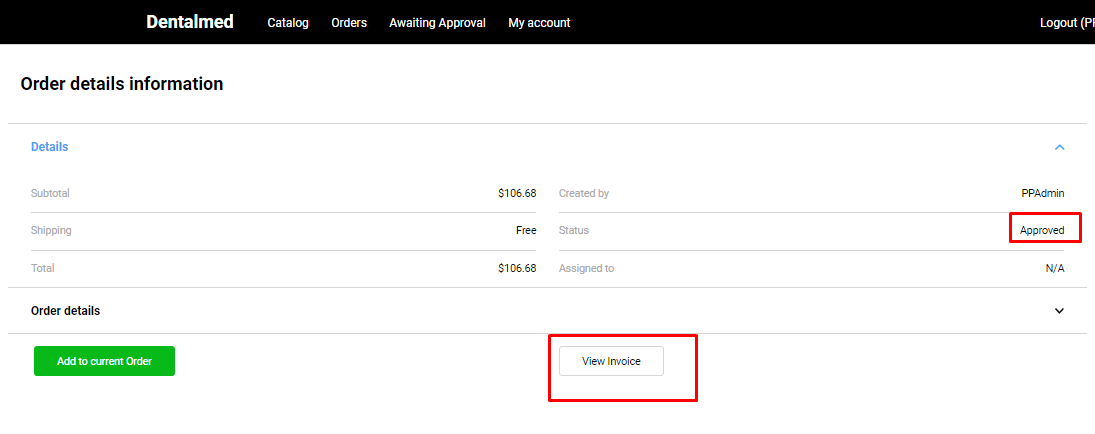 Dentalmed Catalog Orders Awaiting Approval My account Logout (PF
Order details information
Details
Subtotal $106.68 Created by PPAdmin
Shipping Free Status Approved
Total $106.68 Assigned to N/A
Order details
Add to current Order View Invoice